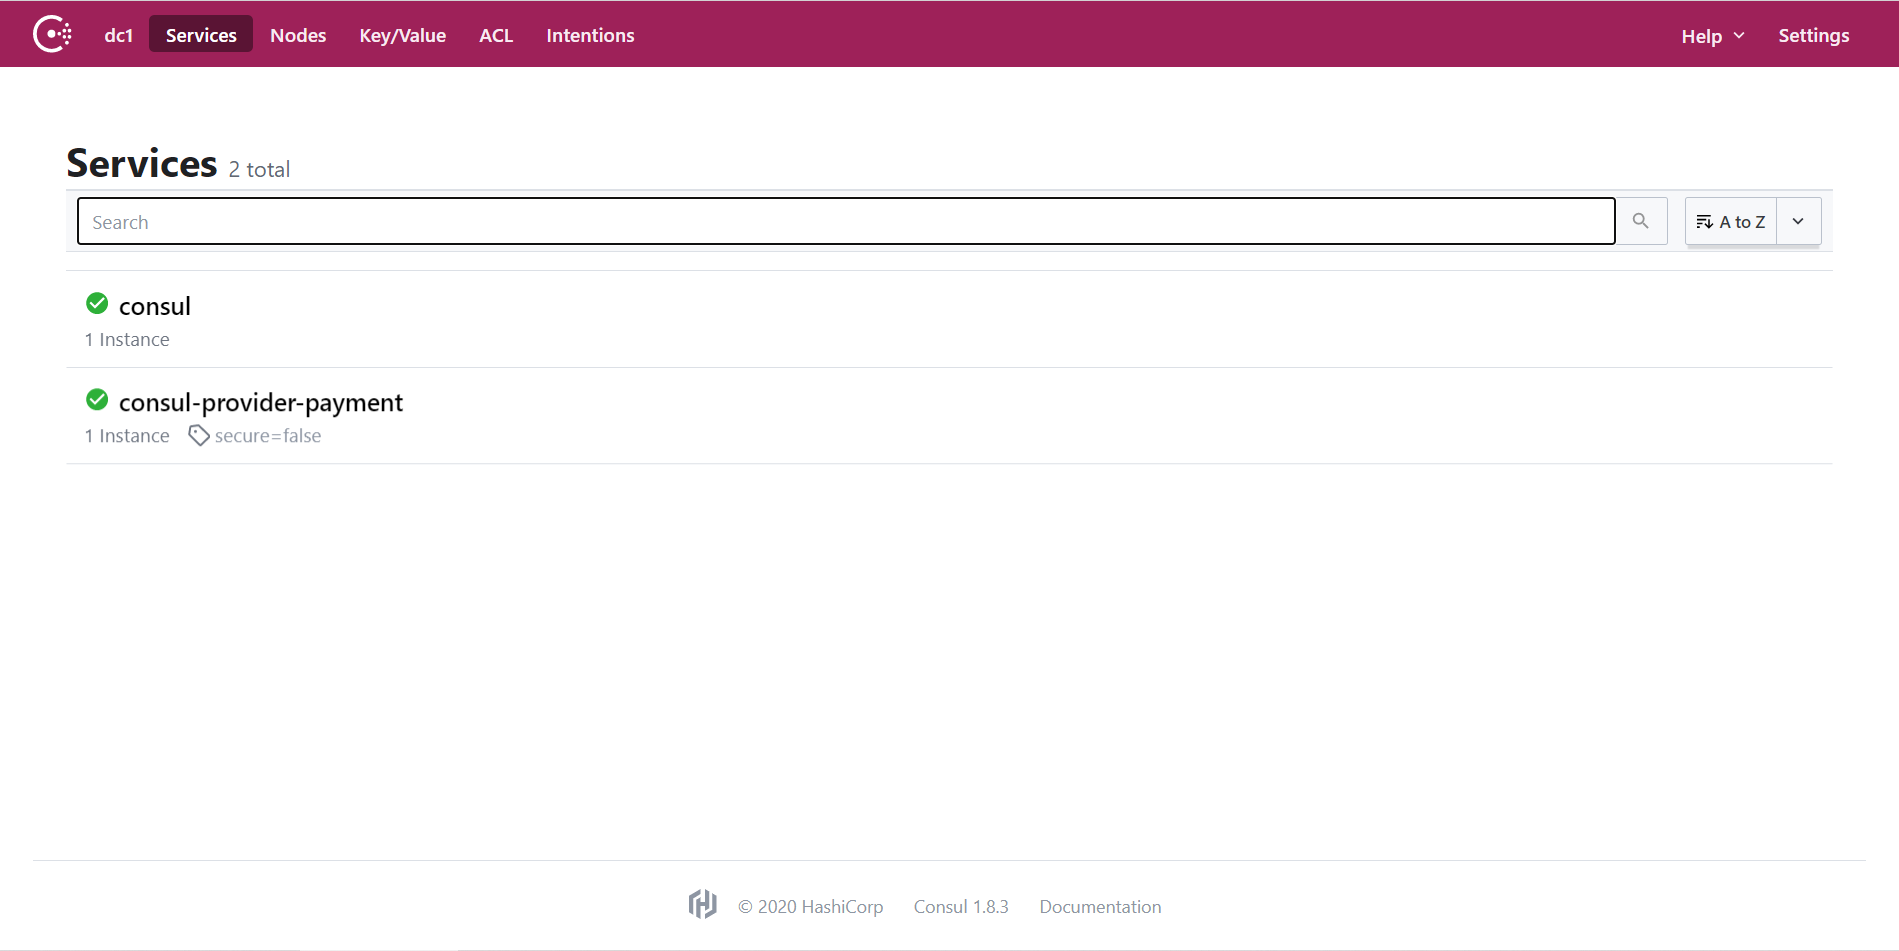 dc1 Services Nodes Key/Value ACL Intentions Help Settings
Services 2 total
Search A to Z
consul
1 Instance
consul-provider-payment
1 Instance secure=false
© 2020 HashiCorp Consul 1.8.3 Documentation